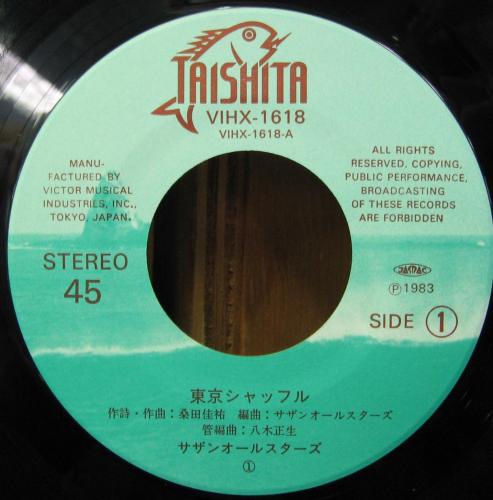 TAISHITA
VIHX-1618
VIHX-1618-A
MANU-
FACTURED BY
VICTOR MUSICAL
INDUSTRIES, INC.,
TOKYO, JAPAN.
ALL RIGHTS
RESERVED, COPYING,
PUBLIC PERFORMANCE,
BROADCASTING
OF THESE RECORDS
ARE FORBIDDEN
STEREO
45
JASRAC
Ⓟ1983
SIDE ①
東京シャッフル
作詩・作曲：桑田佳祐 編曲：サザンオールスターズ
管編曲：八木正生
サザンオールスターズ
①